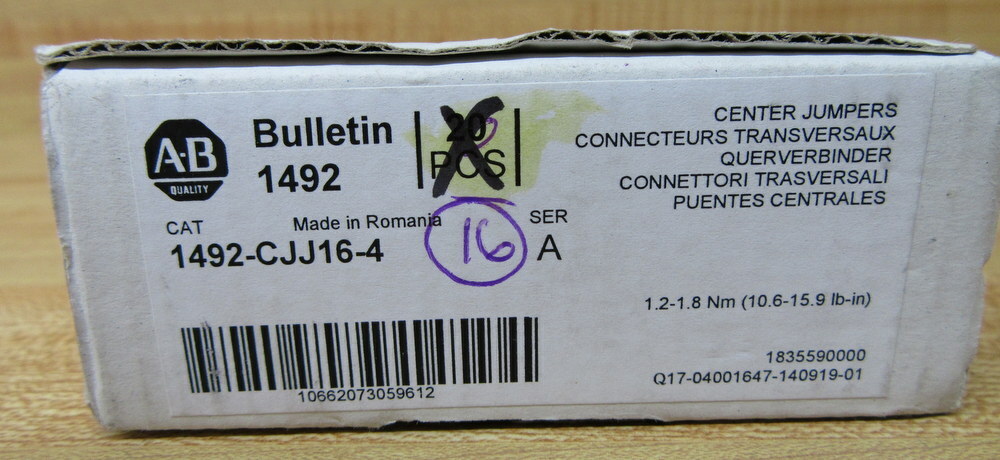 A-B
QUALITY
Bulletin
1492
20
PCS
CENTER JUMPERS
CONNECTEURS TRANSVERSAUX
QUERVERBINDER
CONNETTORI TRASVERSALI
PUENTES CENTRALES
CAT
Made in Romania
SER
1492-CJJ16-4
16
A
1.2-1.8 Nm (10.6-15.9 lb-in)
10662073059612
1835590000
Q17-04001647-140919-01